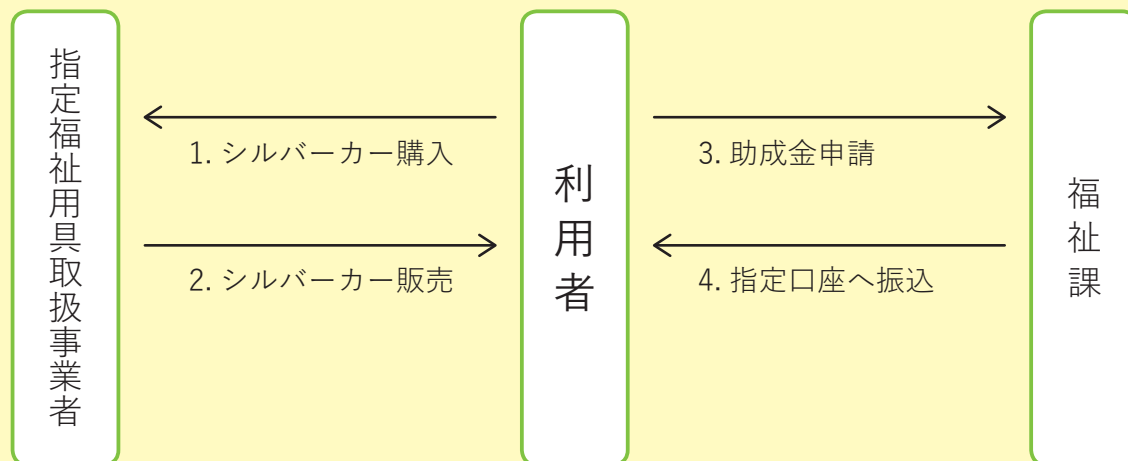 指定福祉用具取扱事業者
1. シルバーカー購入
2. シルバーカー販売
利用者
3. 助成金申請
4. 指定口座へ振込
福祉課